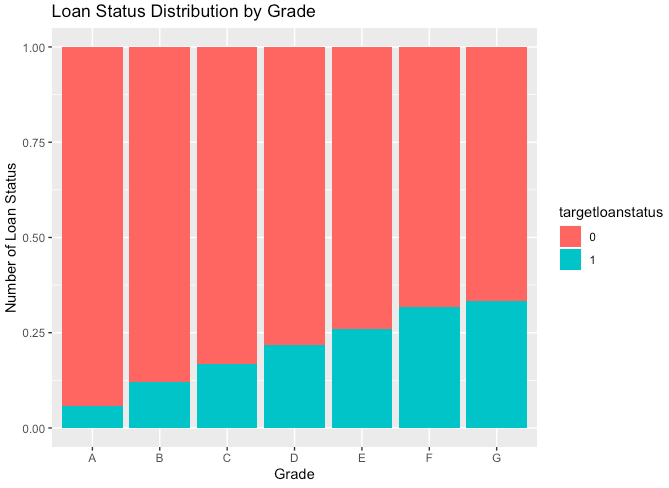 Loan Status Distribution by Grade
Number of Loan Status
1.00
0.75
0.50
0.25
0.00
A B C D E F G
Grade
targetloanstatus
0
1